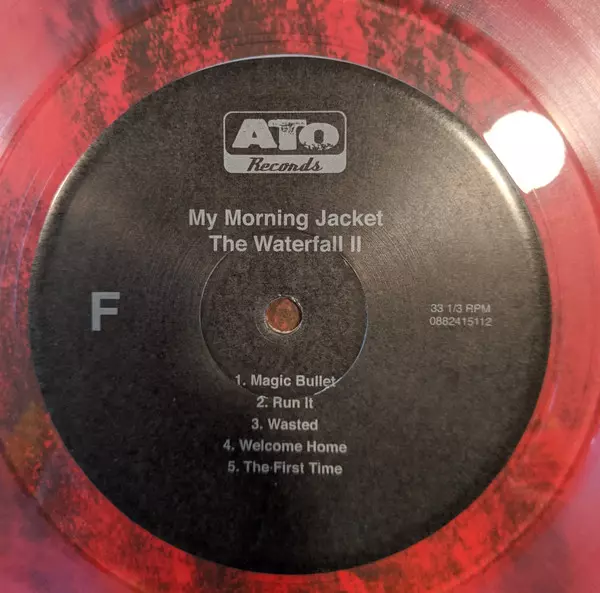 ATO
Records
My Morning Jacket
The Waterfall II
F
33 1/3 RPM
0882415112
1. Magic Bullet
2. Run It
3. Wasted
4. Welcome Home
5. The First Time